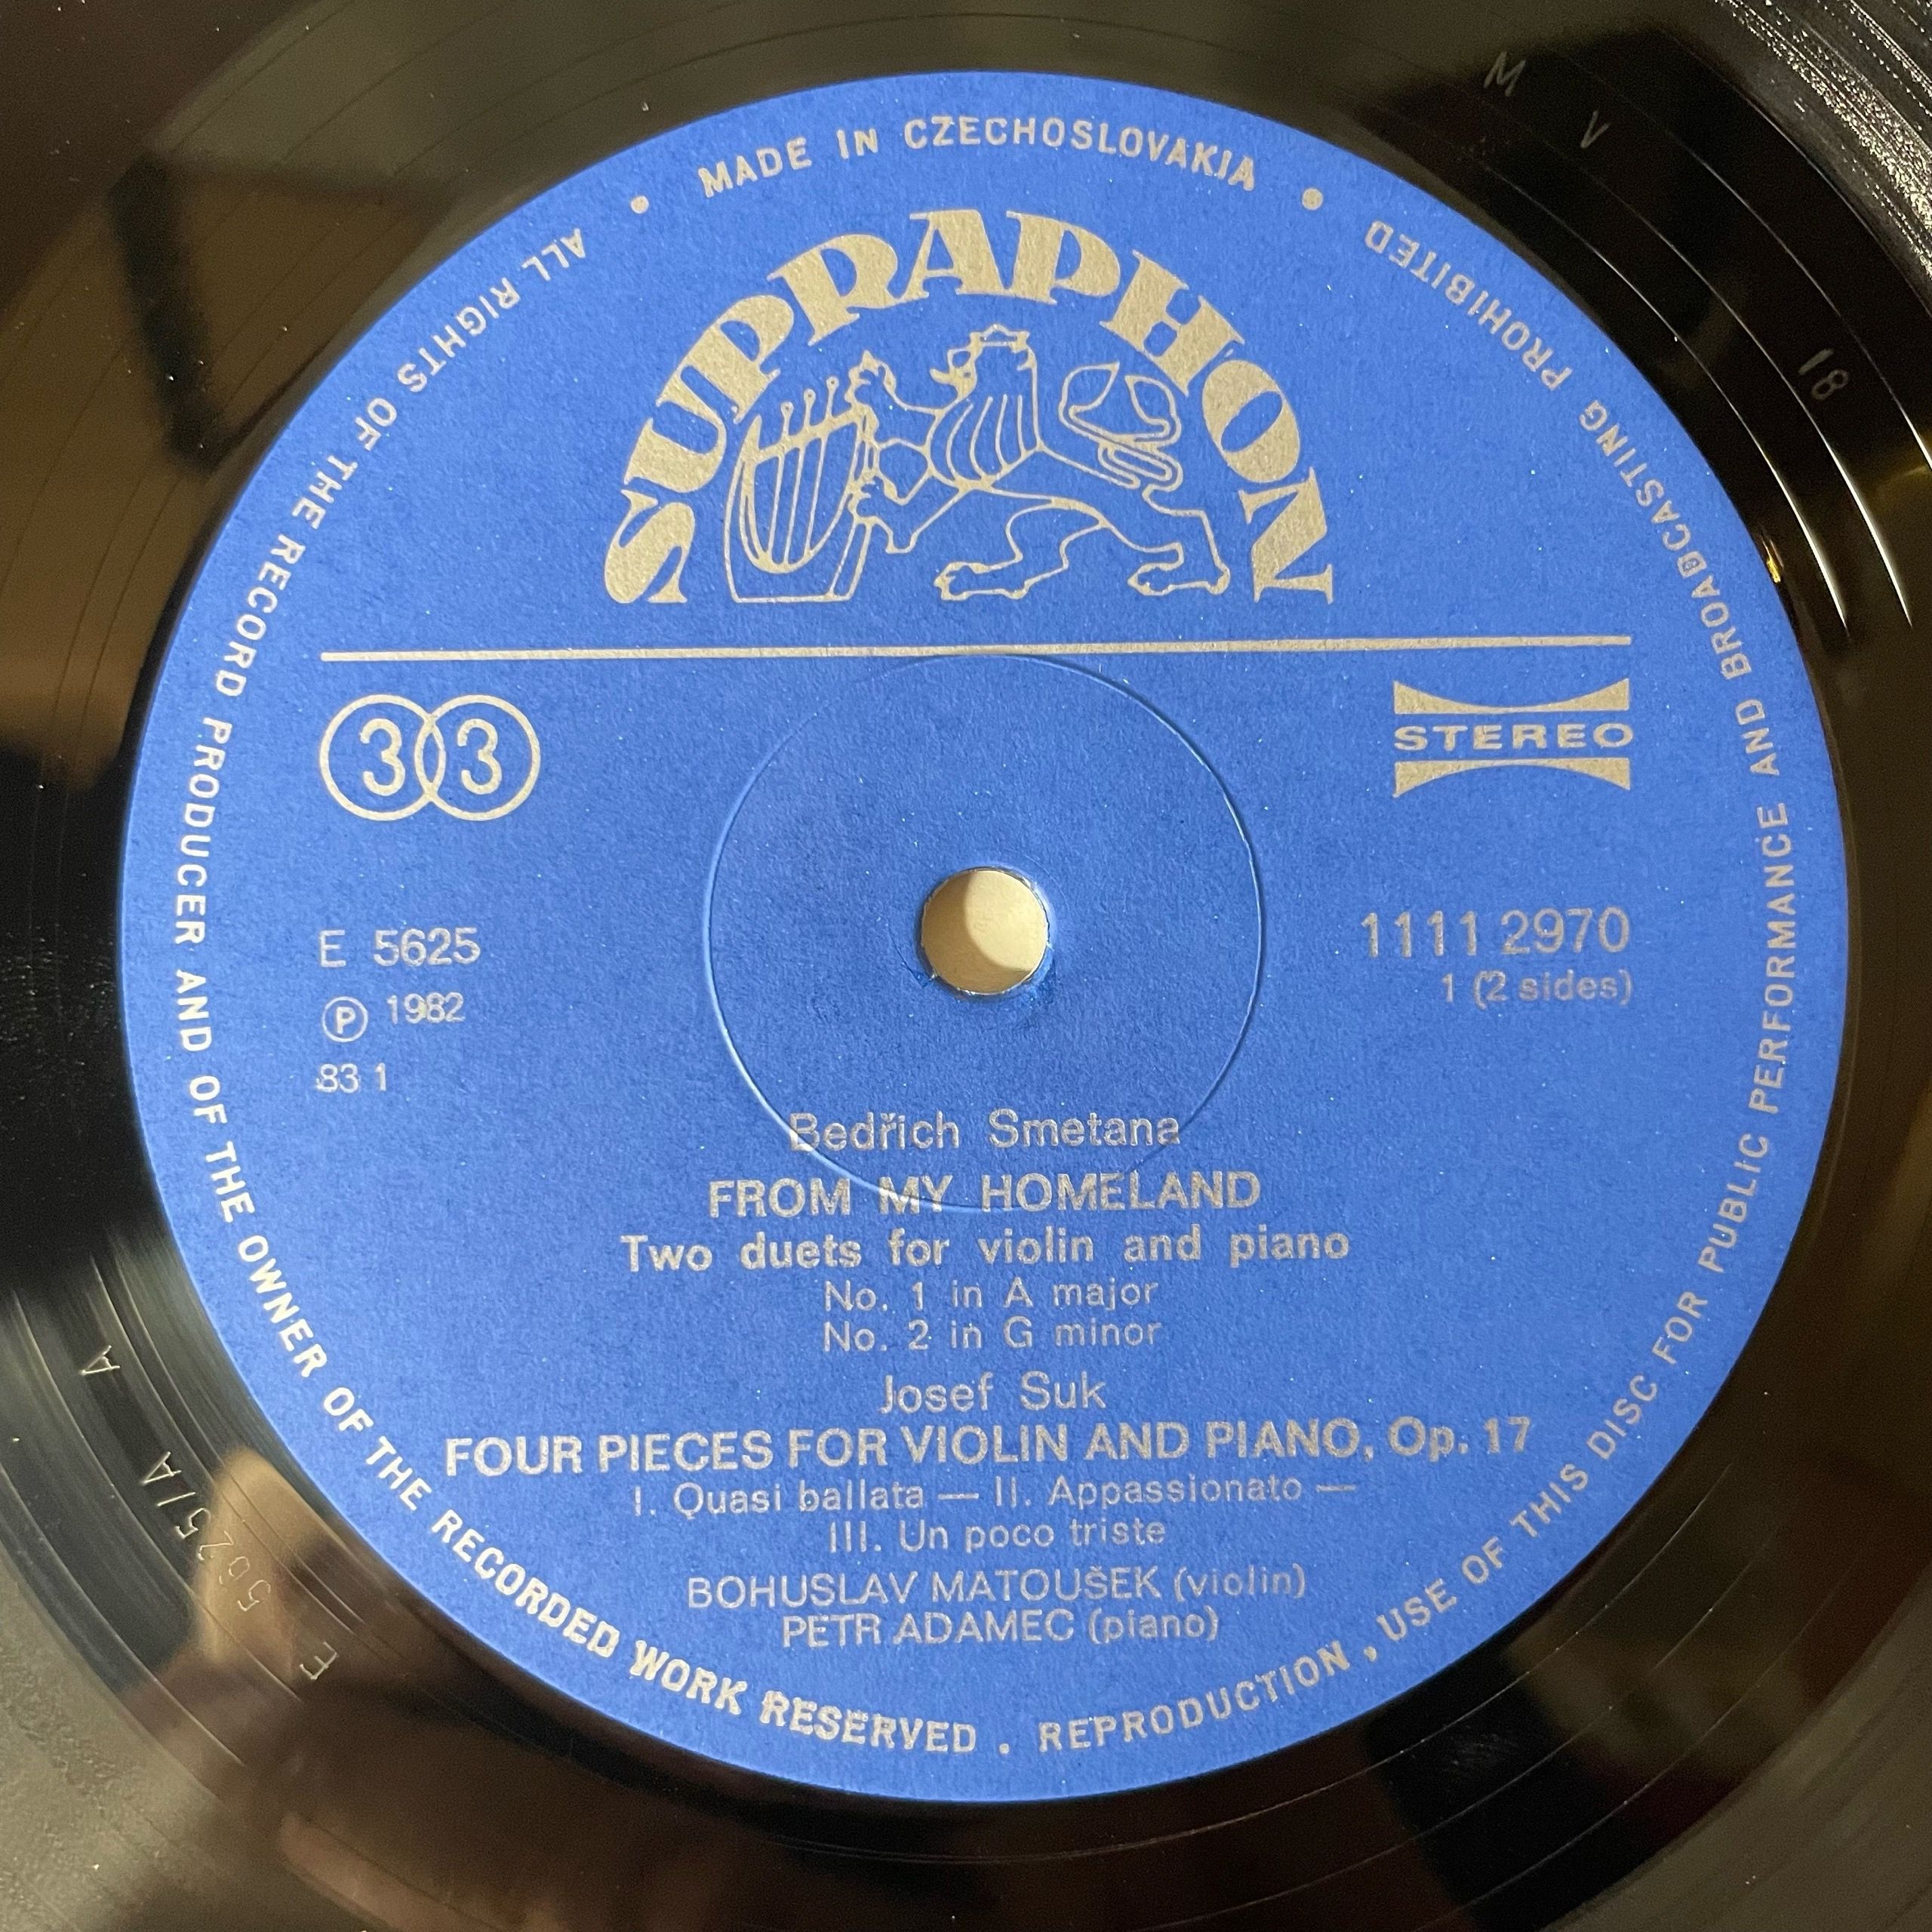 MADE IN CZECHOSLOVAKIA
SUPRAPHON
33
STEREO
E 5625
Ⓟ 1982
83 1
1111 2970
1 (2 sides)
Bedřich Smetana
FROM MY HOMELAND
Two duets for violin and piano
No. 1 in A major
No. 2 in G minor
Josef Suk
FOUR PIECES FOR VIOLIN AND PIANO, Op. 17
I. Quasi ballata — II. Appassionato —
III. Un poco triste
BOHUSLAV MATOUŠEK (violin)
PETR ADAMEC (piano)
ALL RIGHTS OF THE RECORD PRODUCER AND OF THE OWNER OF THE RECORDED WORK RESERVED . REPRODUCTION, USE OF THIS DISC FOR PUBLIC PERFORMANCE AND BROADCASTING PROHIBITED
E 5625/A A
M V
81